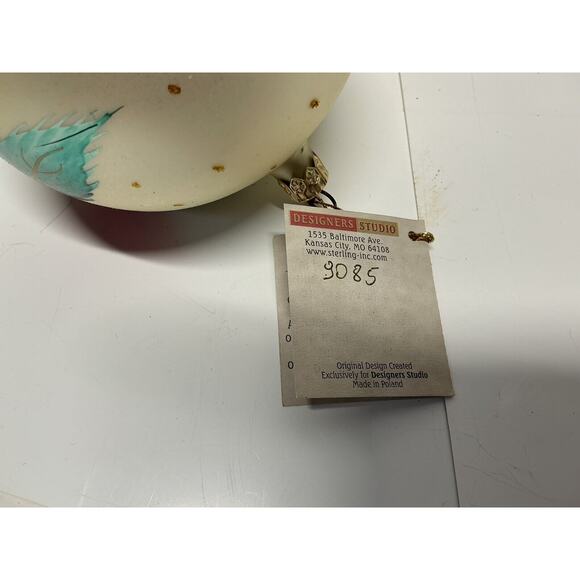 DESIGNERS STUDIO
1535 Baltimore Ave.
Kansas City, MO 64108
www.sterling-inc.com
9085
Original Design Created
Exclusively for Designers Studio
Made in Poland